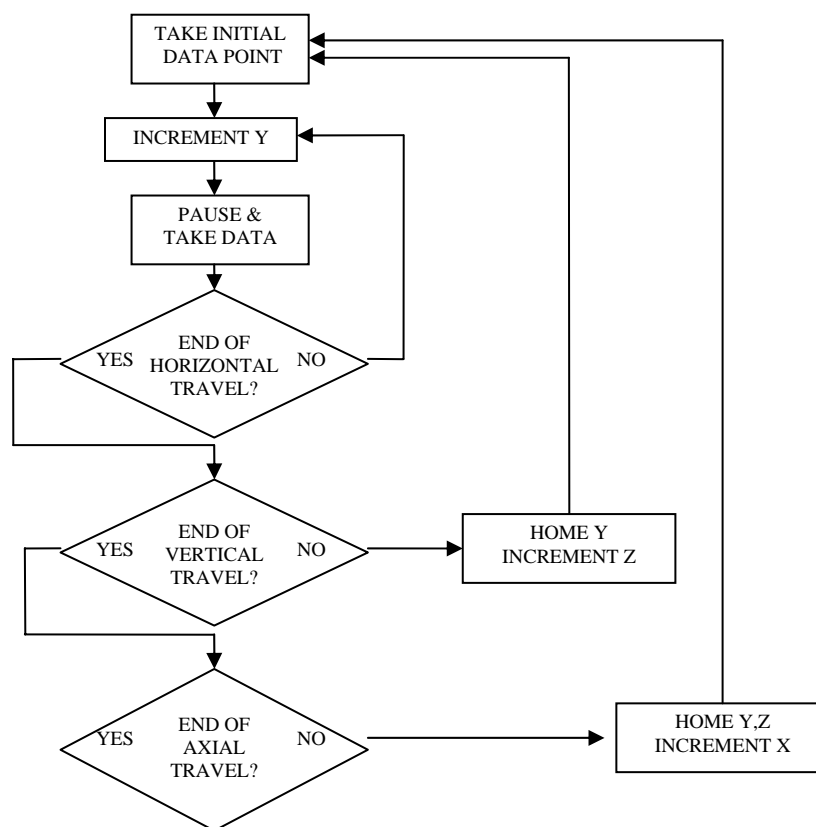 TAKE INITIAL
DATA POINT
INCREMENT Y
PAUSE &
TAKE DATA
END OF
YES HORIZONTAL NO
TRAVEL?
END OF
YES VERTICAL NO
TRAVEL?
HOME Y
INCREMENT Z
END OF
YES AXIAL NO
TRAVEL?
HOME Y,Z
INCREMENT X